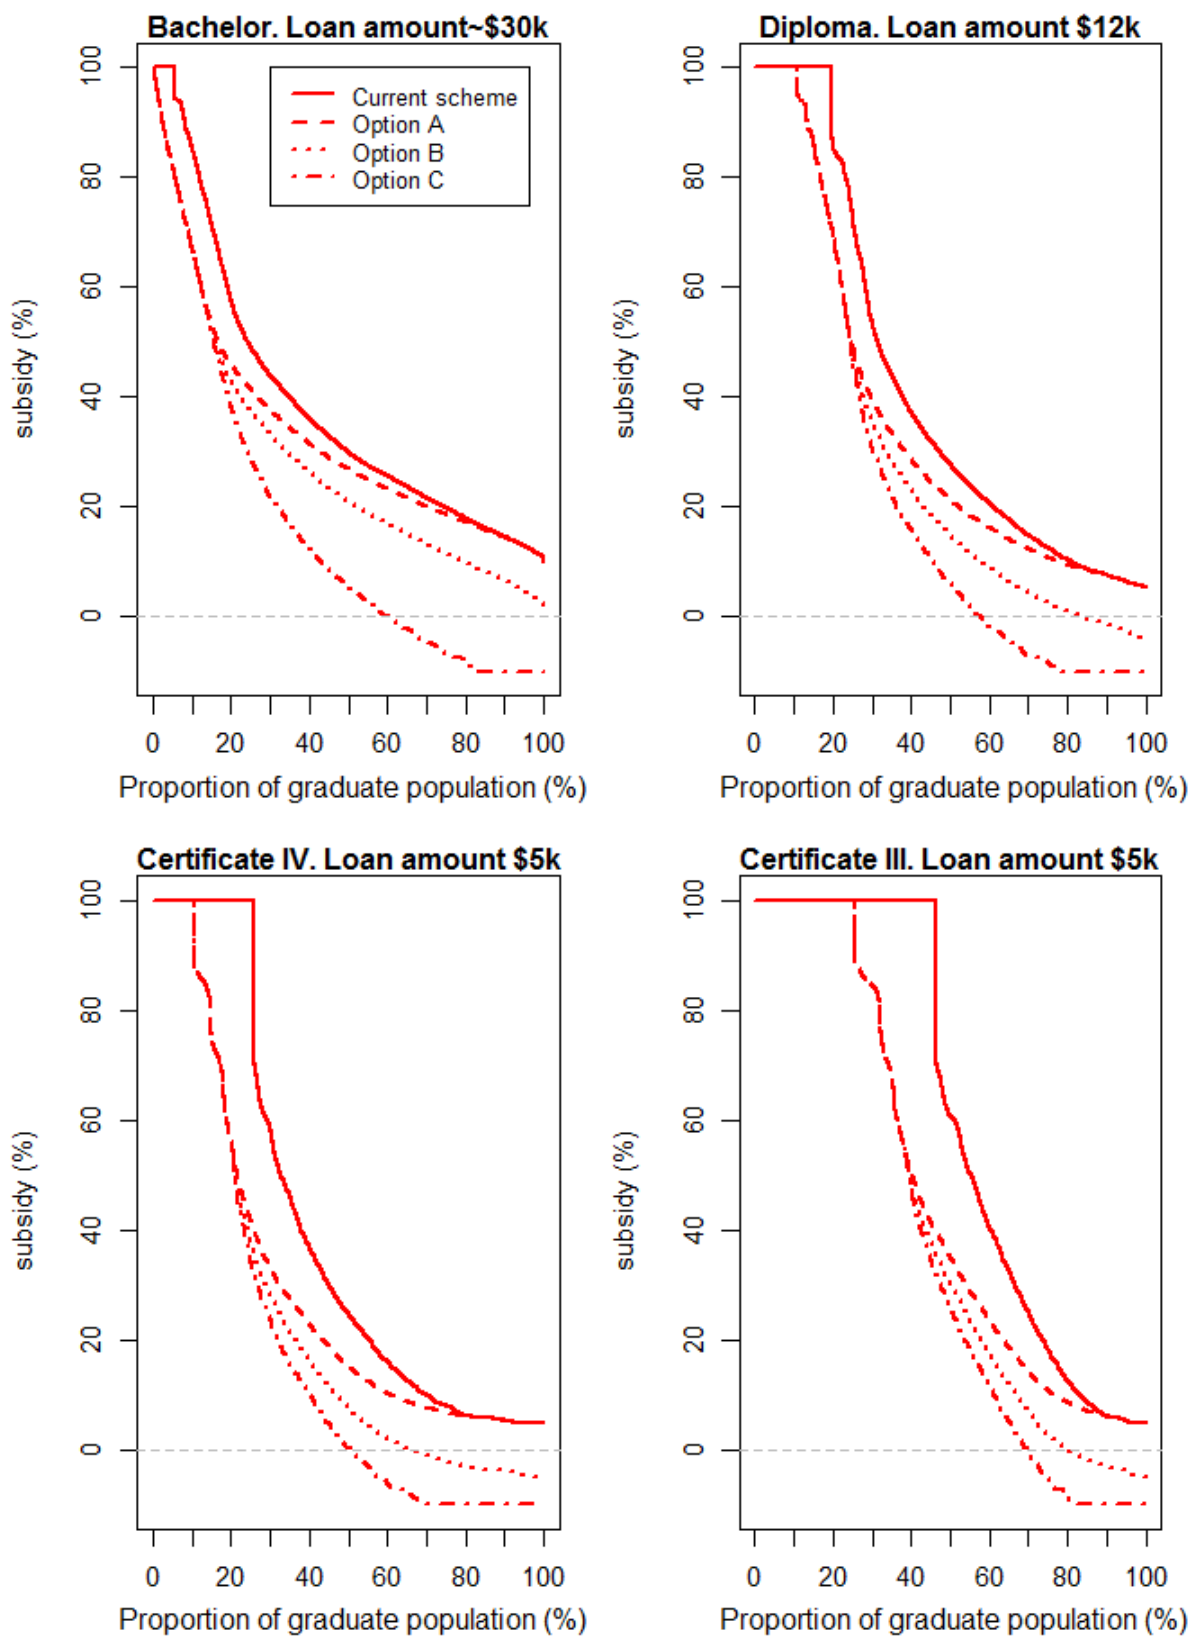 Bachelor. Loan amount~$30k
100
80
60
40
20
0
subsidy (%)
Current scheme
Option A
Option B
Option C
0 20 40 60 80 100
Proportion of graduate population (%)
Diploma. Loan amount $12k
100
80
60
40
20
0
subsidy (%)
0 20 40 60 80 100
Proportion of graduate population (%)
Certificate IV. Loan amount $5k
100
80
60
40
20
0
subsidy (%)
0 20 40 60 80 100
Proportion of graduate population (%)
Certificate III. Loan amount $5k
100
80
60
40
20
0
subsidy (%)
0 20 40 60 80 100
Proportion of graduate population (%)